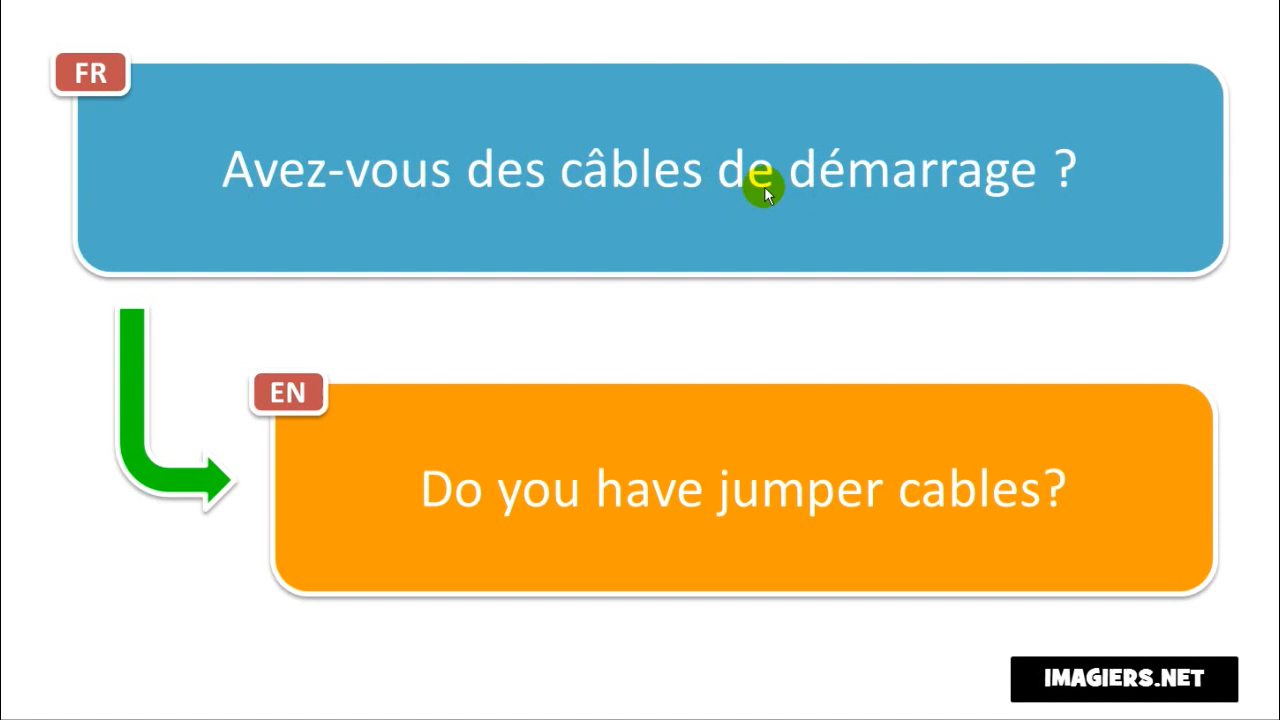 FR
Avez-vous des câbles de démarrage ?
EN
Do you have jumper cables?
IMAGIERS.NET